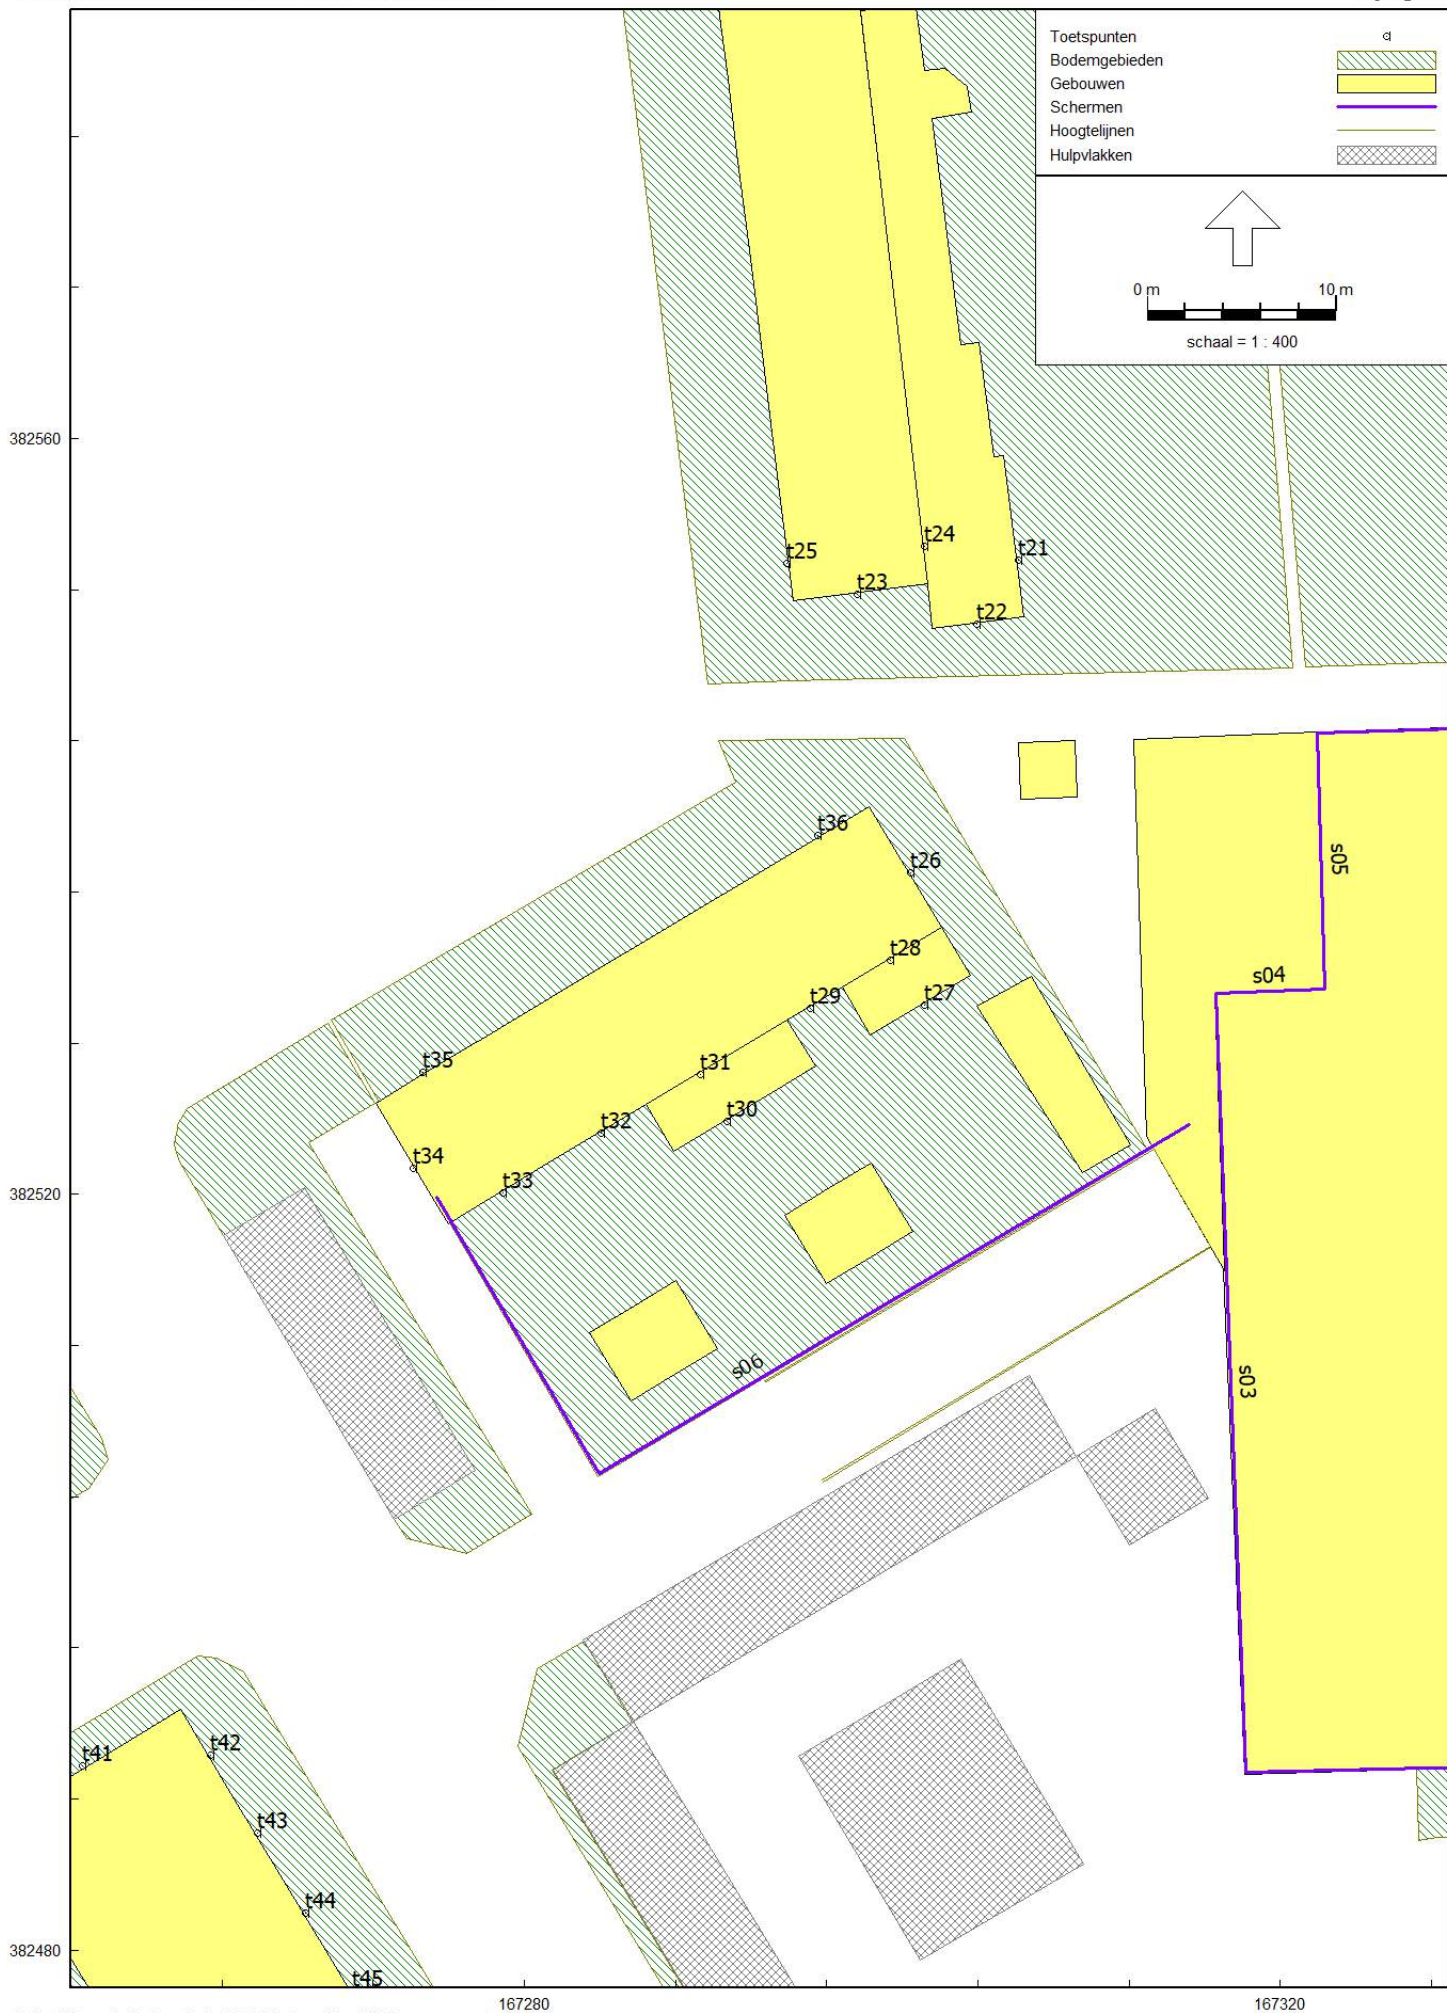 Toetspunten
Bodemgebieden
Gebouwen
Schermen
Hoogtelijnen
Hulpvlakken
0 m 10 m
schaal = 1 : 400
382560
t24
t25 t21
t23
t22
t36
s05
t26
t28
s04
t29 t27
t31
t35
t30
t32
t34
t33
382520
s06
s03
t41 t42
t43
t44
382480
t45
167280 167320